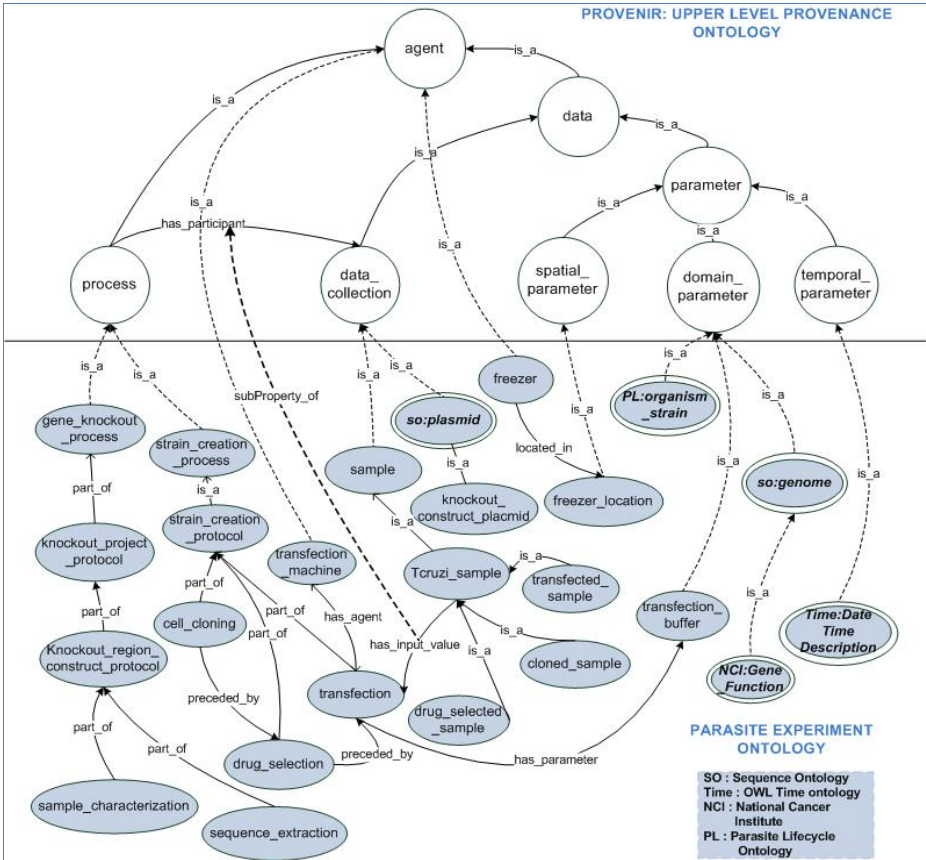 PROVENIR: UPPER LEVEL PROVENANCE
ONTOLOGY
agent
is_a
is_a
data
is_a
is_a
parameter
is_a
is_a
is_a
has_participant
is_a
is_a
is_a
process
data_
collection
spatial_
parameter
domain_
parameter
temporal_
parameter
is_a
is_a
is_a
is_a
subProperty_of
freezer
is_a
PL:organism
_strain
is_a
gene_knockout
_process
strain_creation
_process
so:plasmid
is_a
located_in
is_a
is_a
so:genome
is_a
part_of
is_a
sample
is_a
knockout_
construct_placmid
freezer_location
knockout_project
_protocol
strain_creation_
protocol
transfection
_machine
is_a
Tcruzi_sample
is_a
transfected_
sample
is_a
part_of
part_of
cell_cloning
part_of
part_of
has_agent
has_input_value
is_a
is_a
cloned_sample
transfection_
buffer
Time:Date
Time
Description
Knockout_region_
construct_protocol
preceded_by
transfection
drug_selected
_sample
NCI:Gene
_Function
part_of
part_of
drug_selection
preceded_by
has_parameter
PARASITE EXPERIMENT
ONTOLOGY
sample_characterization
sequence_extraction
SO : Sequence Ontology
Time : OWL Time ontology
NCI : National Cancer
Institute
PL : Parasite Lifecycle
Ontology